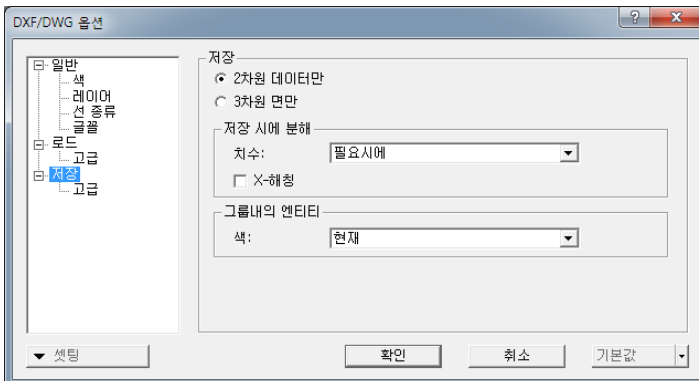 DXF/DWG 옵션
일반
색
레이어
선 종류
글꼴
로드
고급
저장
고급
저장
2차원 데이터만
3차원 면만
저장 시에 분해
치수: 필요시에
X-해칭
그룹내의 엔티티
색: 현재
셋팅 확인 취소 기본값